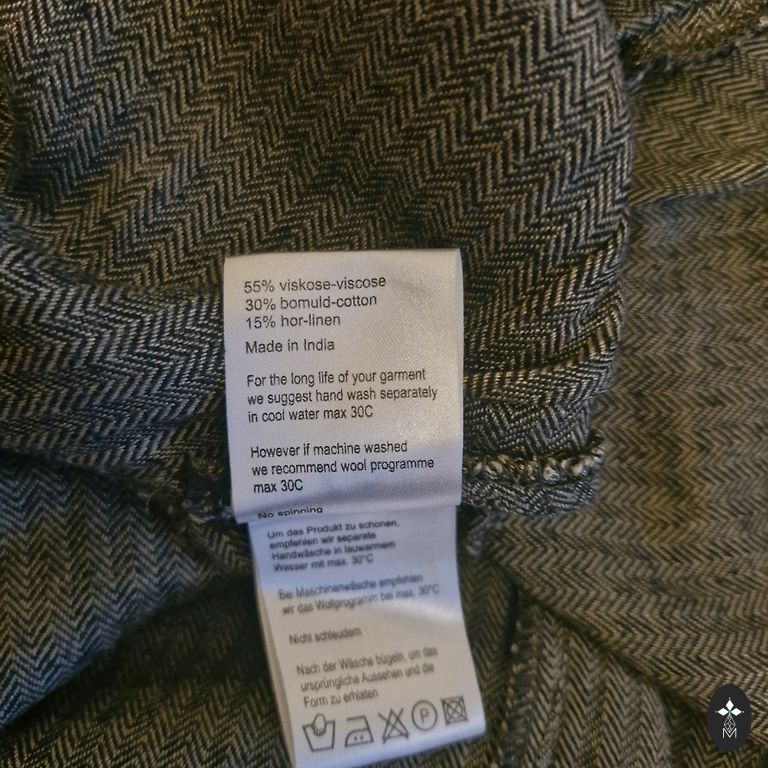 55% viskose-viscose
30% bomuld-cotton
15% hor-linen
Made in India
For the long life of your garment
we suggest hand wash separately
in cool water max 30C
However if machine washed
we recommend wool programme
max 30C
No spinning
Um das Produkt zu schonen,
empfehlen wir separate
Handwäsche in lauwarmem
Wasser mit max. 30°C
Bei Maschinenwäsche empfehlen
wir das Wollprogramm bei max. 30°C
Nicht schleudern
Nach der Wäsche bügeln, um das
ursprüngliche Aussehen und die
Form zu erhlaten
P
M